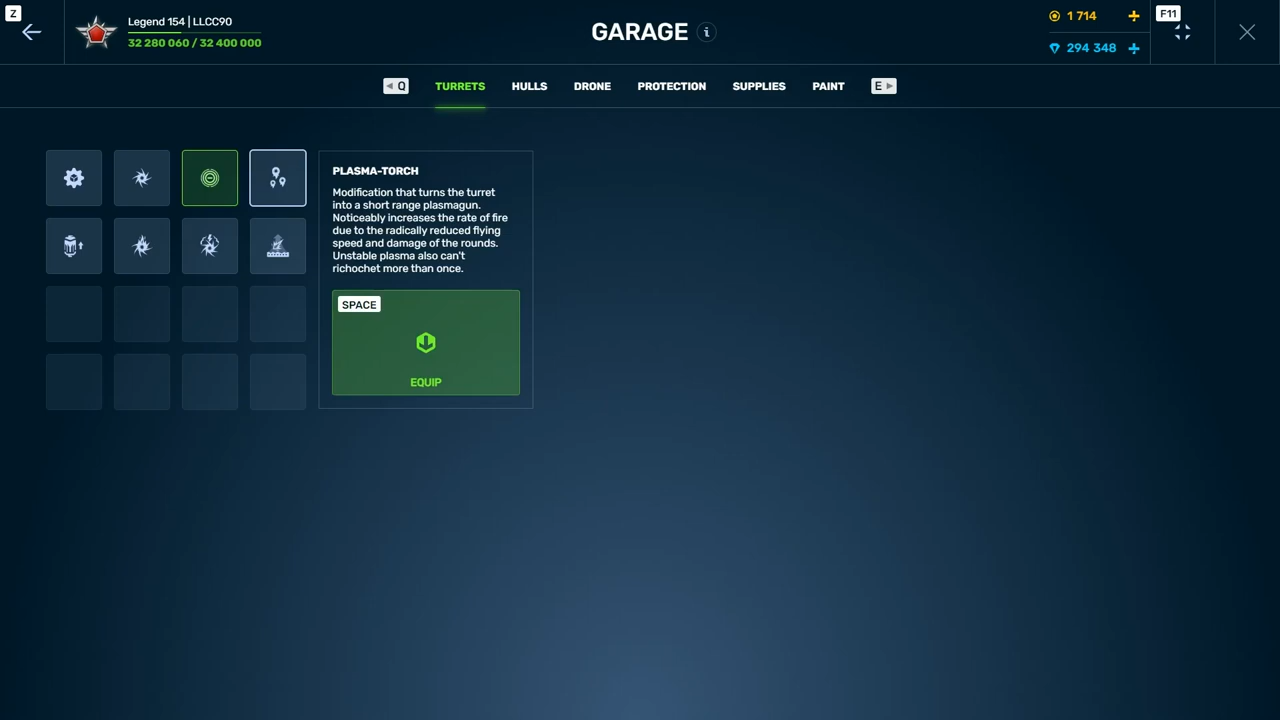 Z
Legend 154 | LLCC90
32 280 060 / 32 400 000
GARAGE i
1 714 +
294 348 +
F11
Q
TURRETS
HULLS
DRONE
PROTECTION
SUPPLIES
PAINT
E
PLASMA-TORCH
Modification that turns the turret
into a short range plasmagun.
Noticeably increases the rate of fire
due to the radically reduced flying
speed and damage of the rounds.
Unstable plasma also can't
richochet more than once.
SPACE
EQUIP